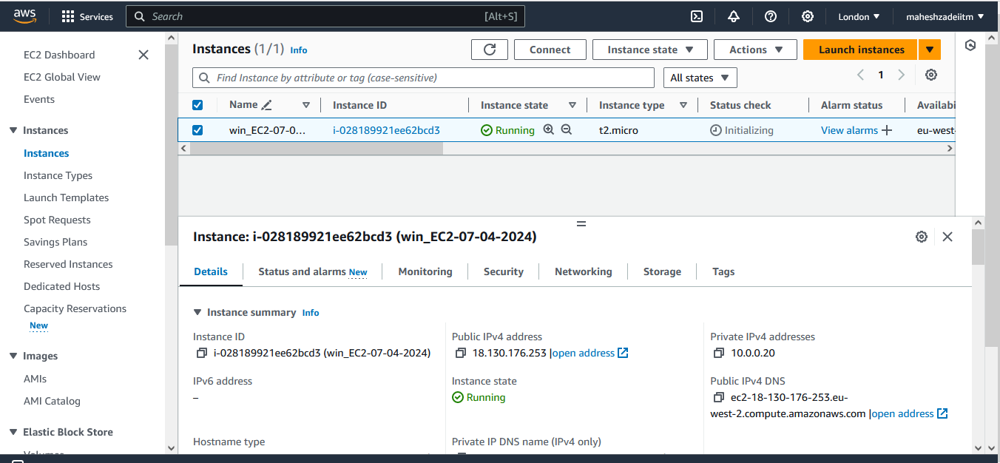 aws Services Search [Alt+S] London maheshzadeiitm
EC2 Dashboard
EC2 Global View
Events
Instances
Instances
Instance Types
Launch Templates
Spot Requests
Savings Plans
Reserved Instances
Dedicated Hosts
Capacity Reservations
New
Images
AMIs
AMI Catalog
Elastic Block Store
Volumes
Instances (1/1) Info Connect Instance state Actions Launch instances
Find Instance by attribute or tag (case-sensitive) All states 1
Name Instance ID Instance state Instance type Status check Alarm status Availabi
win_EC2-07-0... i-028189921ee62bcd3 Running t2.micro Initializing View alarms + eu-west-
Instance: i-028189921ee62bcd3 (win_EC2-07-04-2024)
Details Status and alarms New Monitoring Security Networking Storage Tags
Instance summary Info
Instance ID Public IPv4 address Private IPv4 addresses
i-028189921ee62bcd3 (win_EC2-07-04-2024) 18.130.176.253 |open address 10.0.0.20
IPv6 address Instance state Public IPv4 DNS
– Running ec2-18-130-176-253.eu-
west-2.compute.amazonaws.com |open address
Hostname type Private IP DNS name (IPv4 only)